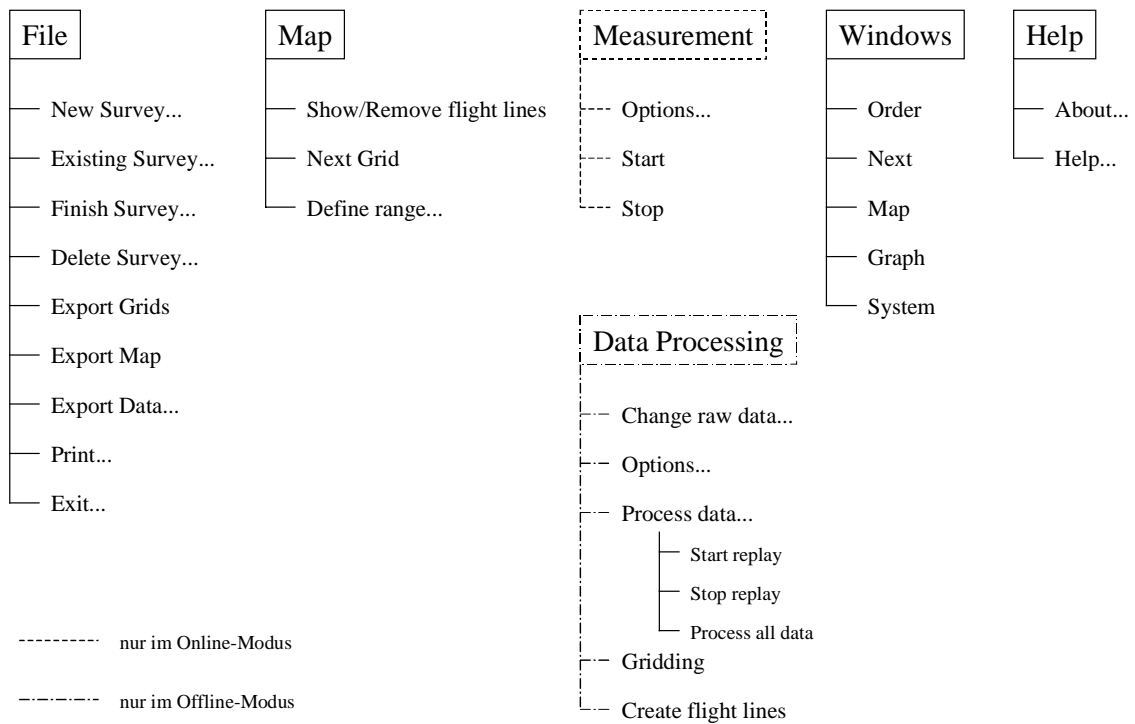 File
New Survey...
Existing Survey...
Finish Survey...
Delete Survey...
Export Grids
Export Map
Export Data...
Print...
Exit...
Map
Show/Remove flight lines
Next Grid
Define range...
Measurement
Options...
Start
Stop
Data Processing
Change raw data...
Options...
Process data...
Start replay
Stop replay
Process all data
Gridding
Create flight lines
Windows
Order
Next
Map
Graph
System
Help
About...
Help...
nur im Online-Modus
nur im Offline-Modus